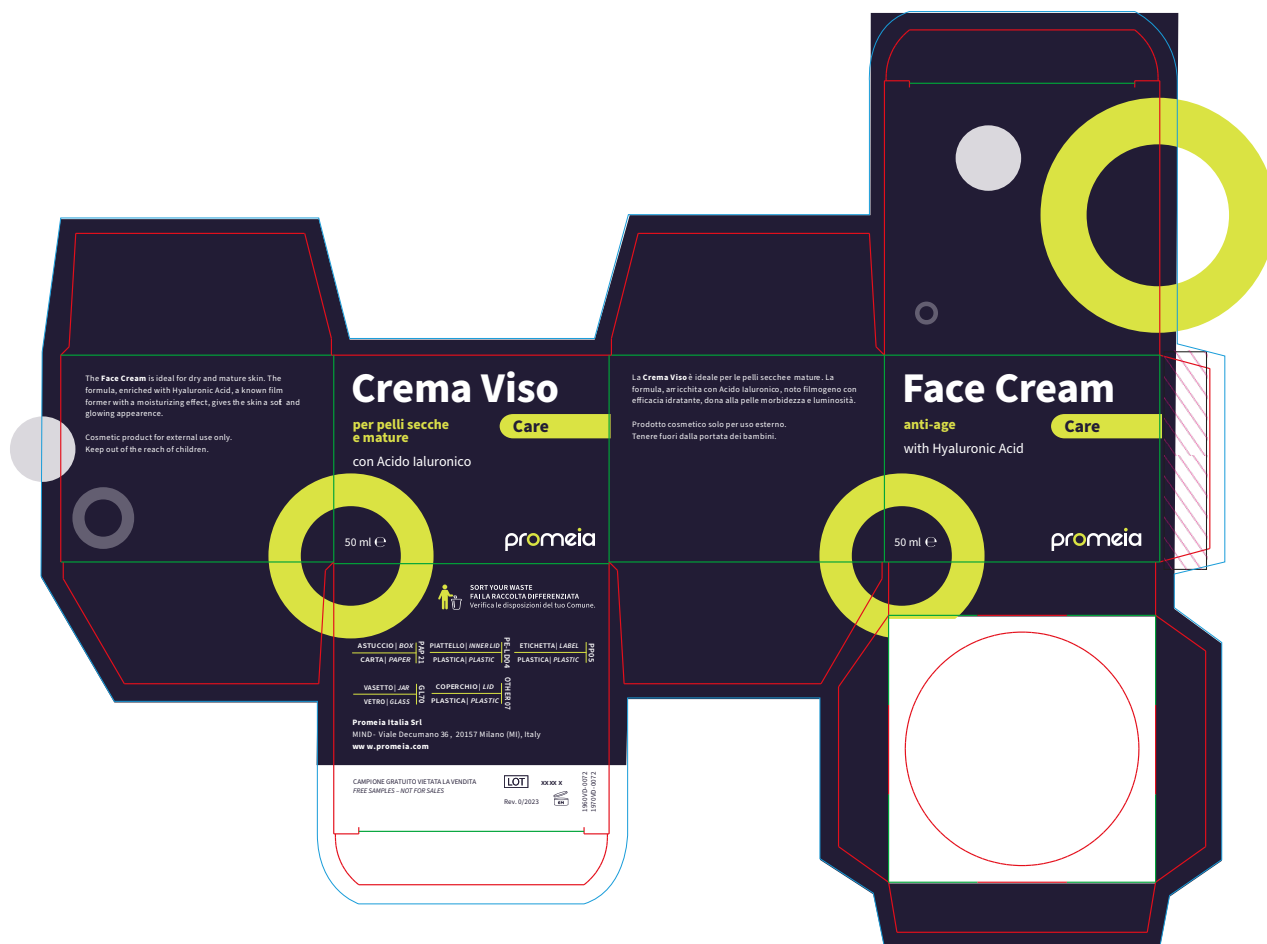 The Face Cream is ideal for dry and mature skin. The
formula, enriched with Hyaluronic Acid, a known film
former with a moisturizing effect, gives the skin a soft and
glowing appearence.
Cosmetic product for external use only.
Keep out of the reach of children.
Crema Viso
per pelli secche
e mature
Care
con Acido Ialuronico
50 ml ℮
promeia
La Crema Viso è ideale per le pelli secche e mature. La
formula, arricchita con Acido Ialuronico, noto filmogeno con
efficacia idratante, dona alla pelle morbidezza e luminosità.
Prodotto cosmetico solo per uso esterno.
Tenere fuori dalla portata dei bambini.
Face Cream
anti-age
Care
with Hyaluronic Acid
50 ml ℮
promeia
SORT YOUR WASTE
FAI LA RACCOLTA DIFFERENZIATA
Verifica le disposizioni del tuo Comune.
ASTUCCIO | BOX
CARTA | PAPER
PAP 21
PIATTELLO | INNER LID
PLASTICA | PLASTIC
PE-LD04
ETICHETTA | LABEL
PLASTICA | PLASTIC
PP05
VASETTO | JAR
VETRO | GLASS
GL70
COPERCHIO | LID
PLASTICA | PLASTIC
OTHER 07
Promeia Italia Srl
MIND - Viale Decumano 36, 20157 Milano (MI), Italy
www.promeia.com
CAMPIONE GRATUITO VIETATA LA VENDITA
FREE SAMPLES – NOT FOR SALES
LOT xxxx x
Rev. 0/2023
6M
1960VD-0072
1970VD-0072